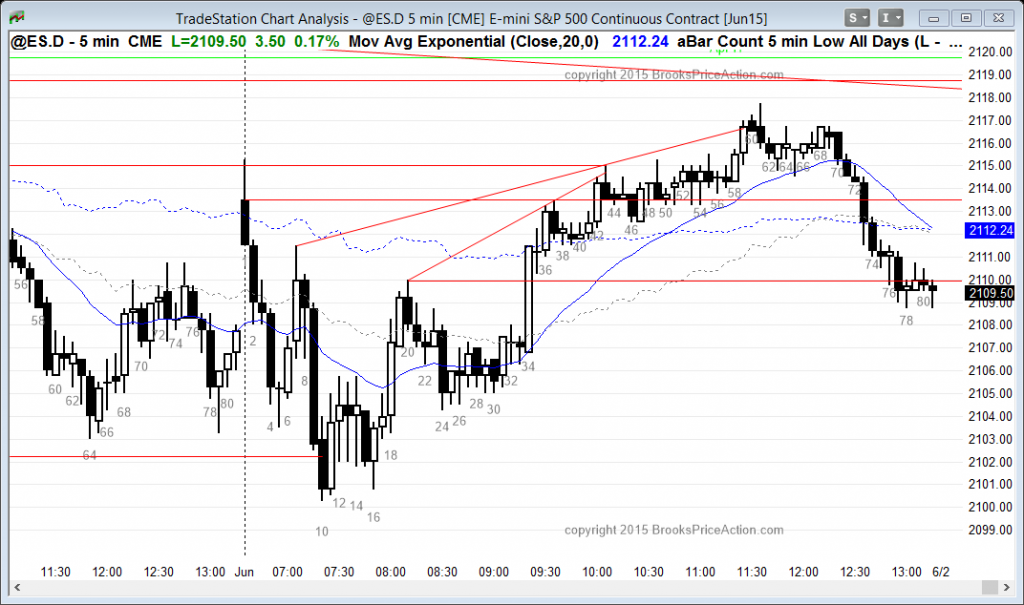 TradeStation Chart Analysis - @ES.D 5 min [CME] E-mini S&P 500 Continuous Contract [Jun15]
S I
@ES.D - 5 min CME L=2109.50 3.50 0.17% Mov Avg Exponential (Close,20,0) 2112.24 aBar Count 5 min Low All Days (L - ...
copyright 2015 BrooksPriceAction.com
2120.00
2119.00
2118.00
2117.00
2116.00
2115.00
2114.00
2113.00
2112.24
2111.00
2110.00
2109.50
2109.00
2108.00
2107.00
2106.00
2105.00
2104.00
2103.00
2102.00
2101.00
2100.00
2099.00
56 58 60 62 64 66 68 70 72 74 76 78 80
2 4 6 8 10 12 14 16 18 20 22 24 26 28 30 32 34 36 38 40 42 44 46 48 50 52 54 56 58 60 62 64 66 68 70 72 74 76 78 80
copyright 2015 BrooksPriceAction.com
11:30 12:00 12:30 13:00 Jun 07:00 07:30 08:00 08:30 09:00 09:30 10:00 10:30 11:00 11:30 12:00 12:30 13:00 6/2